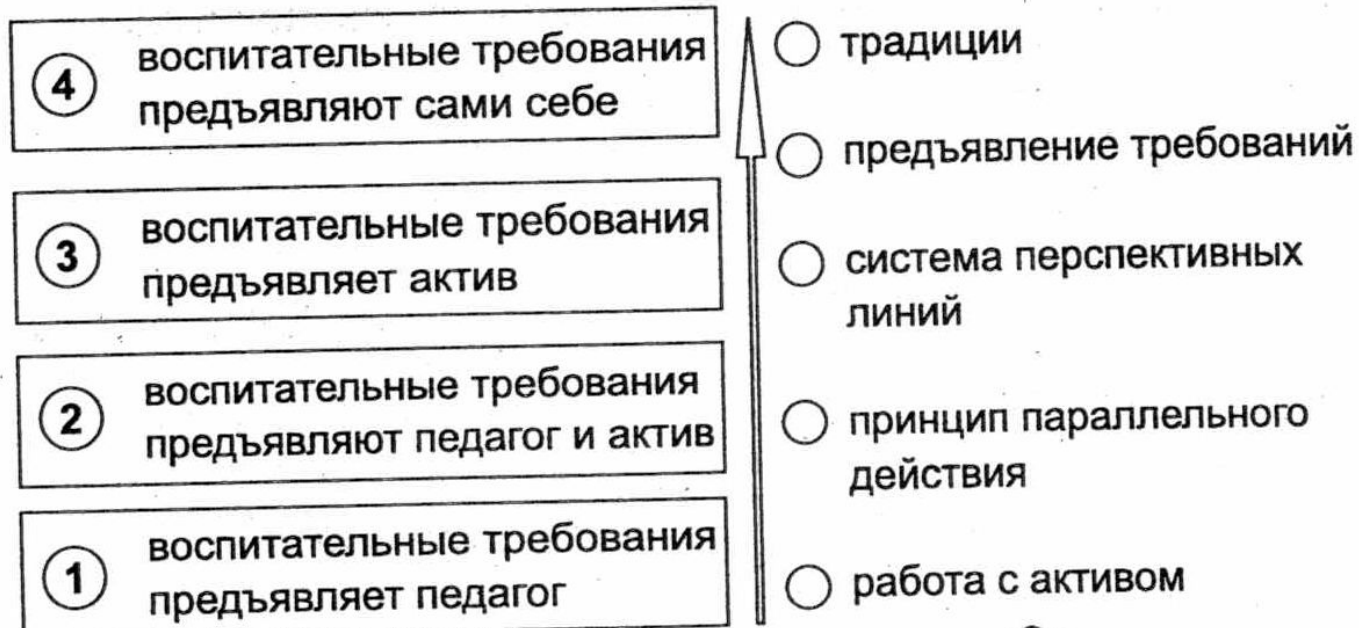 4
воспитательные требования
предъявляют сами себе
3
воспитательные требования
предъявляет актив
2
воспитательные требования
предъявляют педагог и актив
1
воспитательные требования
предъявляет педагог
традиции
предъявление требований
система перспективных
линий
принцип параллельного
действия
работа с активом